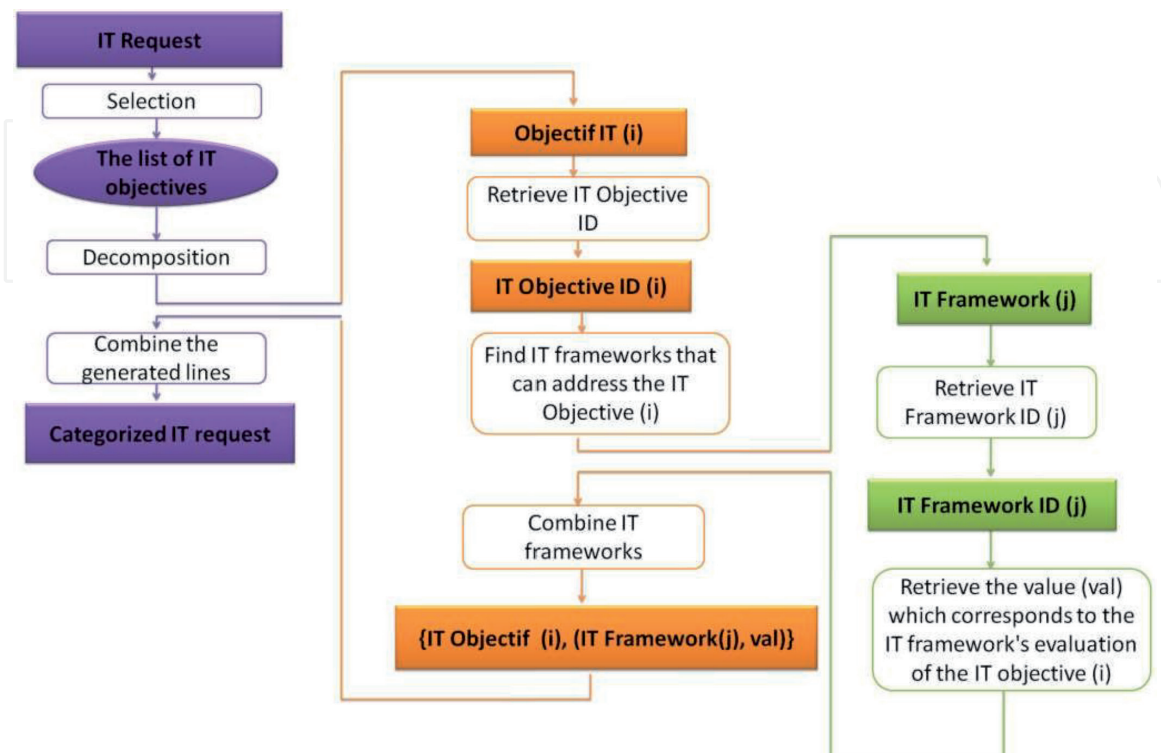 IT Request
Selection
The list of IT
objectives
Decomposition
Combine the
generated lines
Categorized IT request
Objectif IT (i)
Retrieve IT Objective
ID
IT Objective ID (i)
Find IT frameworks that
can address the IT
Objective (i)
Combine IT
frameworks
{IT Objectif (i), (IT Framework(j), val)}
IT Framework (j)
Retrieve IT
Framework ID (j)
IT Framework ID (j)
Retrieve the value (val)
which corresponds to the
IT framework's evaluation
of the IT objective (i)